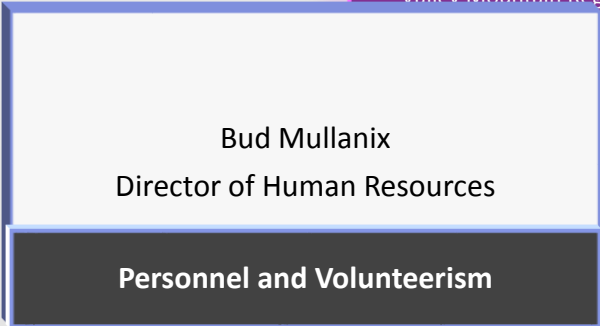 Bud Mullanix
Director of Human Resources
Personnel and Volunteerism